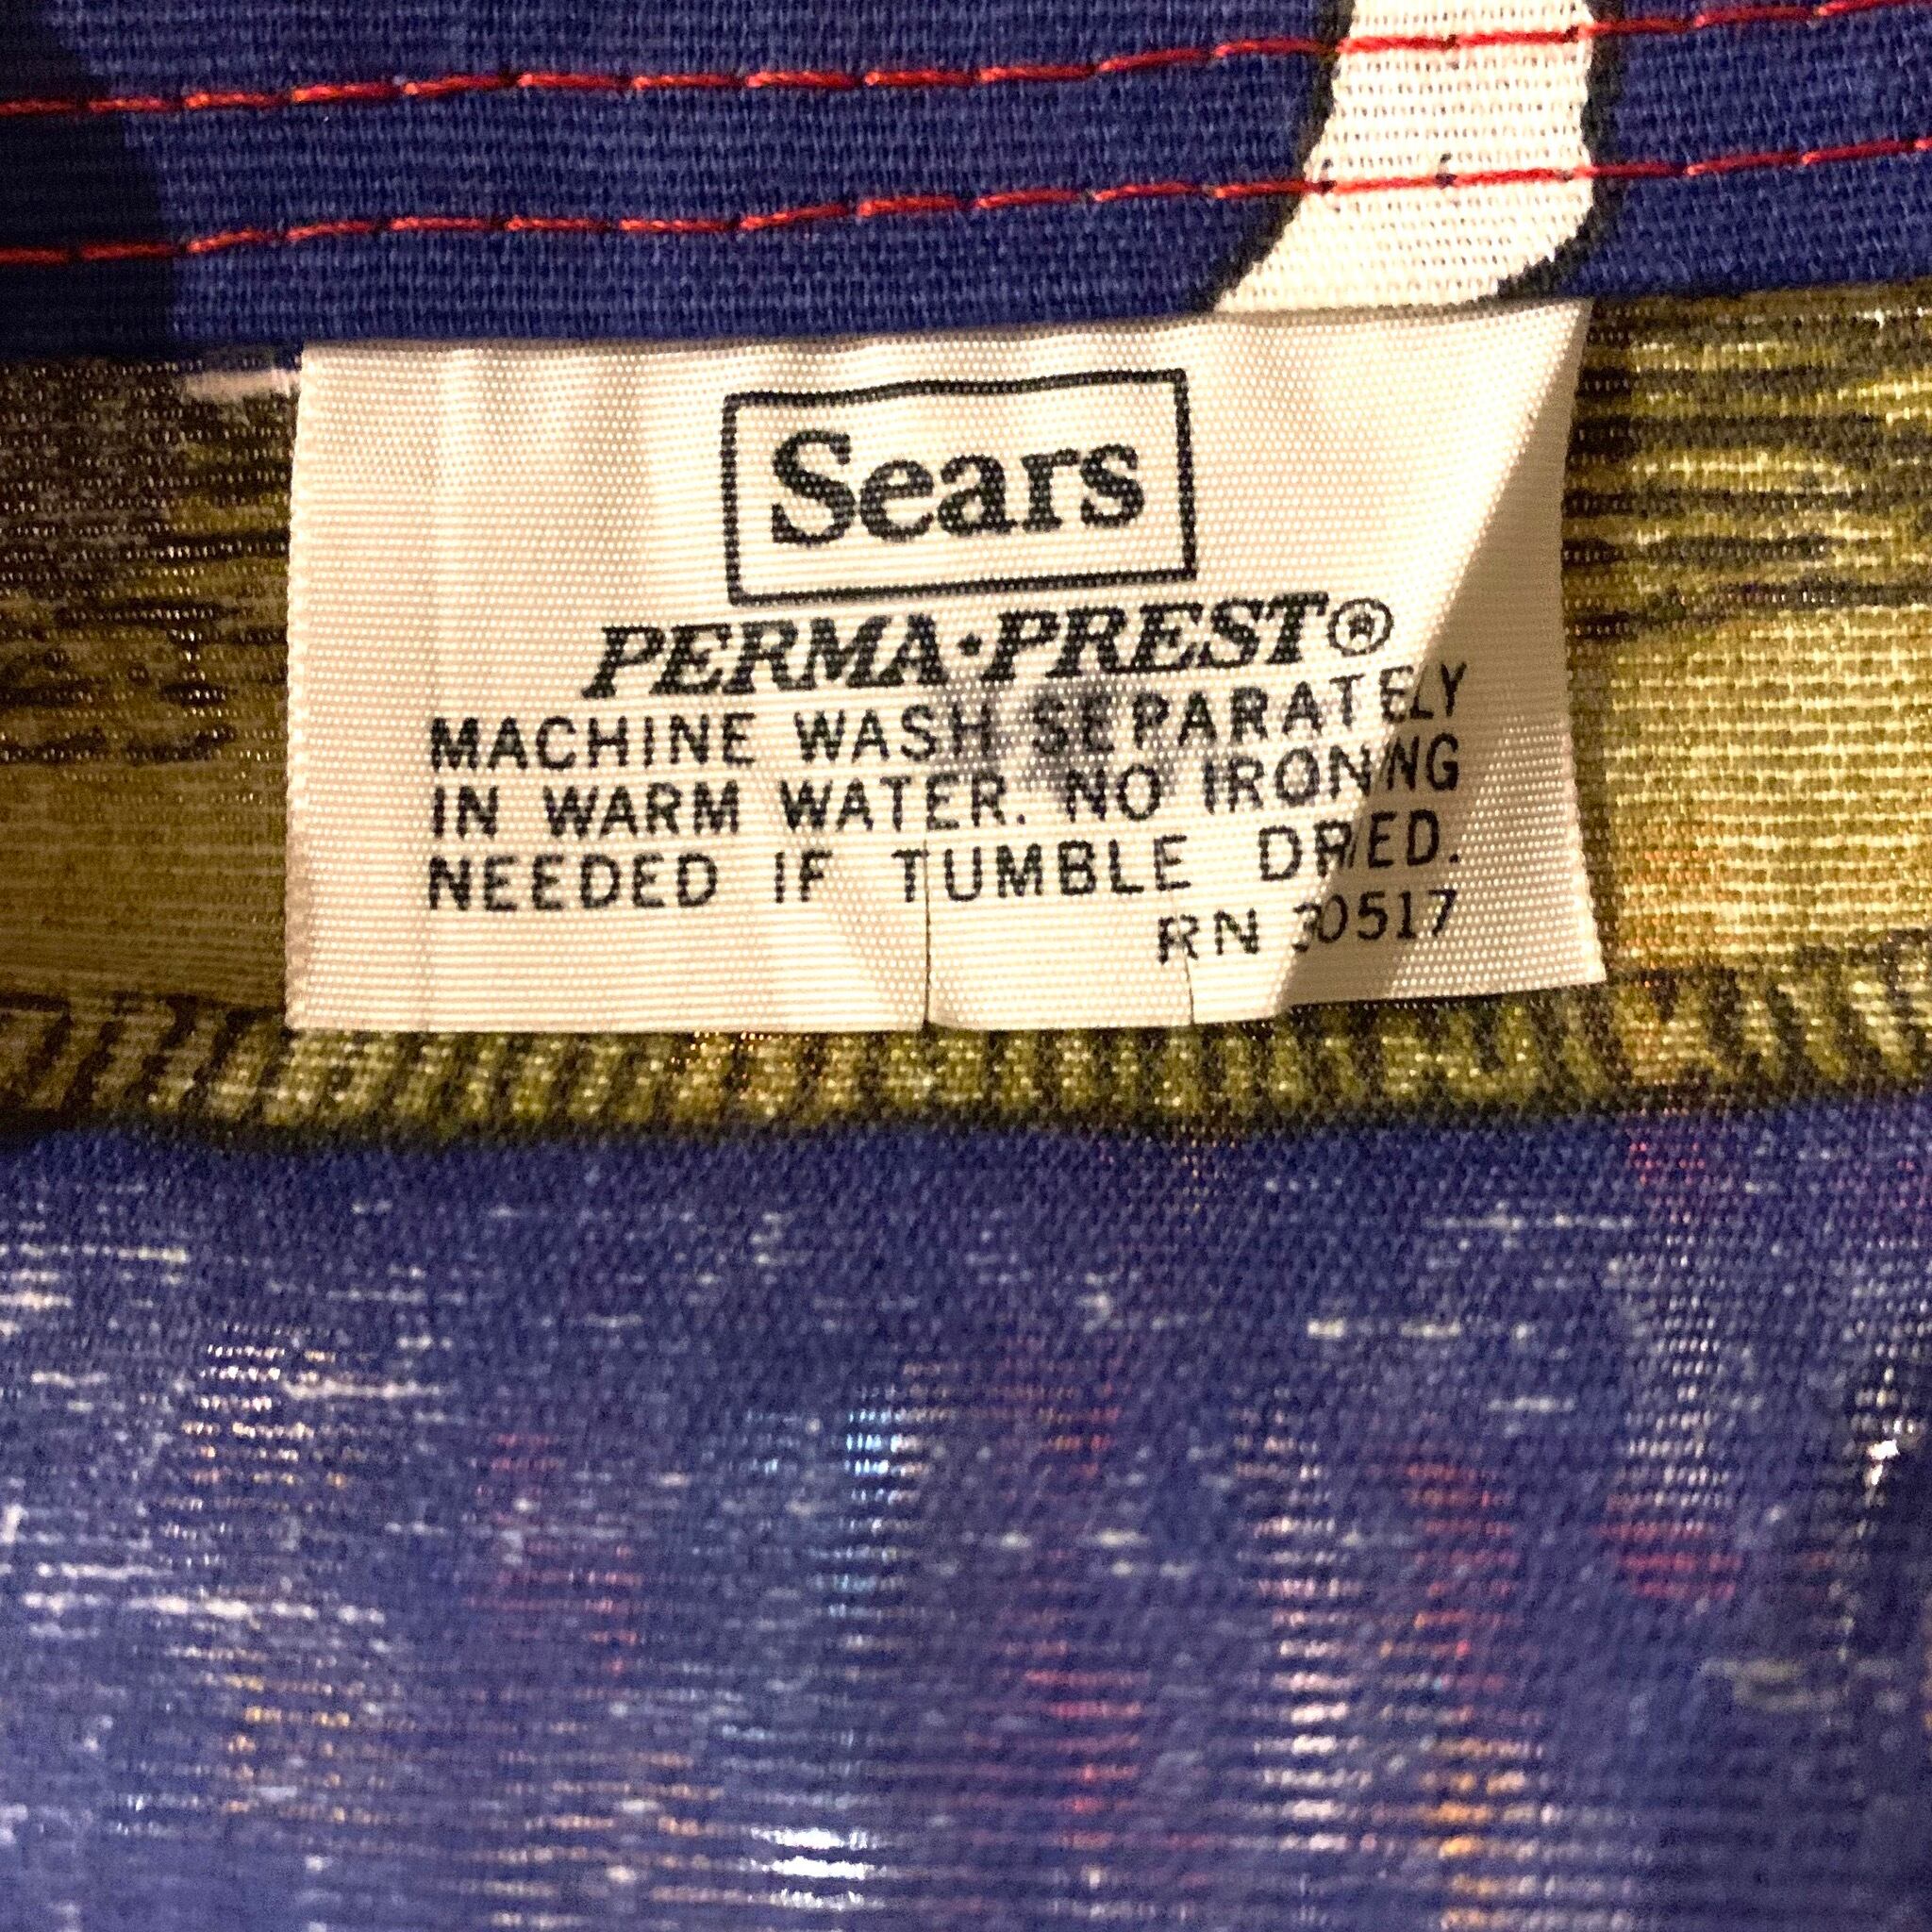 Sears
PERMA·PREST®
MACHINE WASH SEPARATELY
IN WARM WATER. NO IRONING
NEEDED IF TUMBLE DRIED.
RN 30517